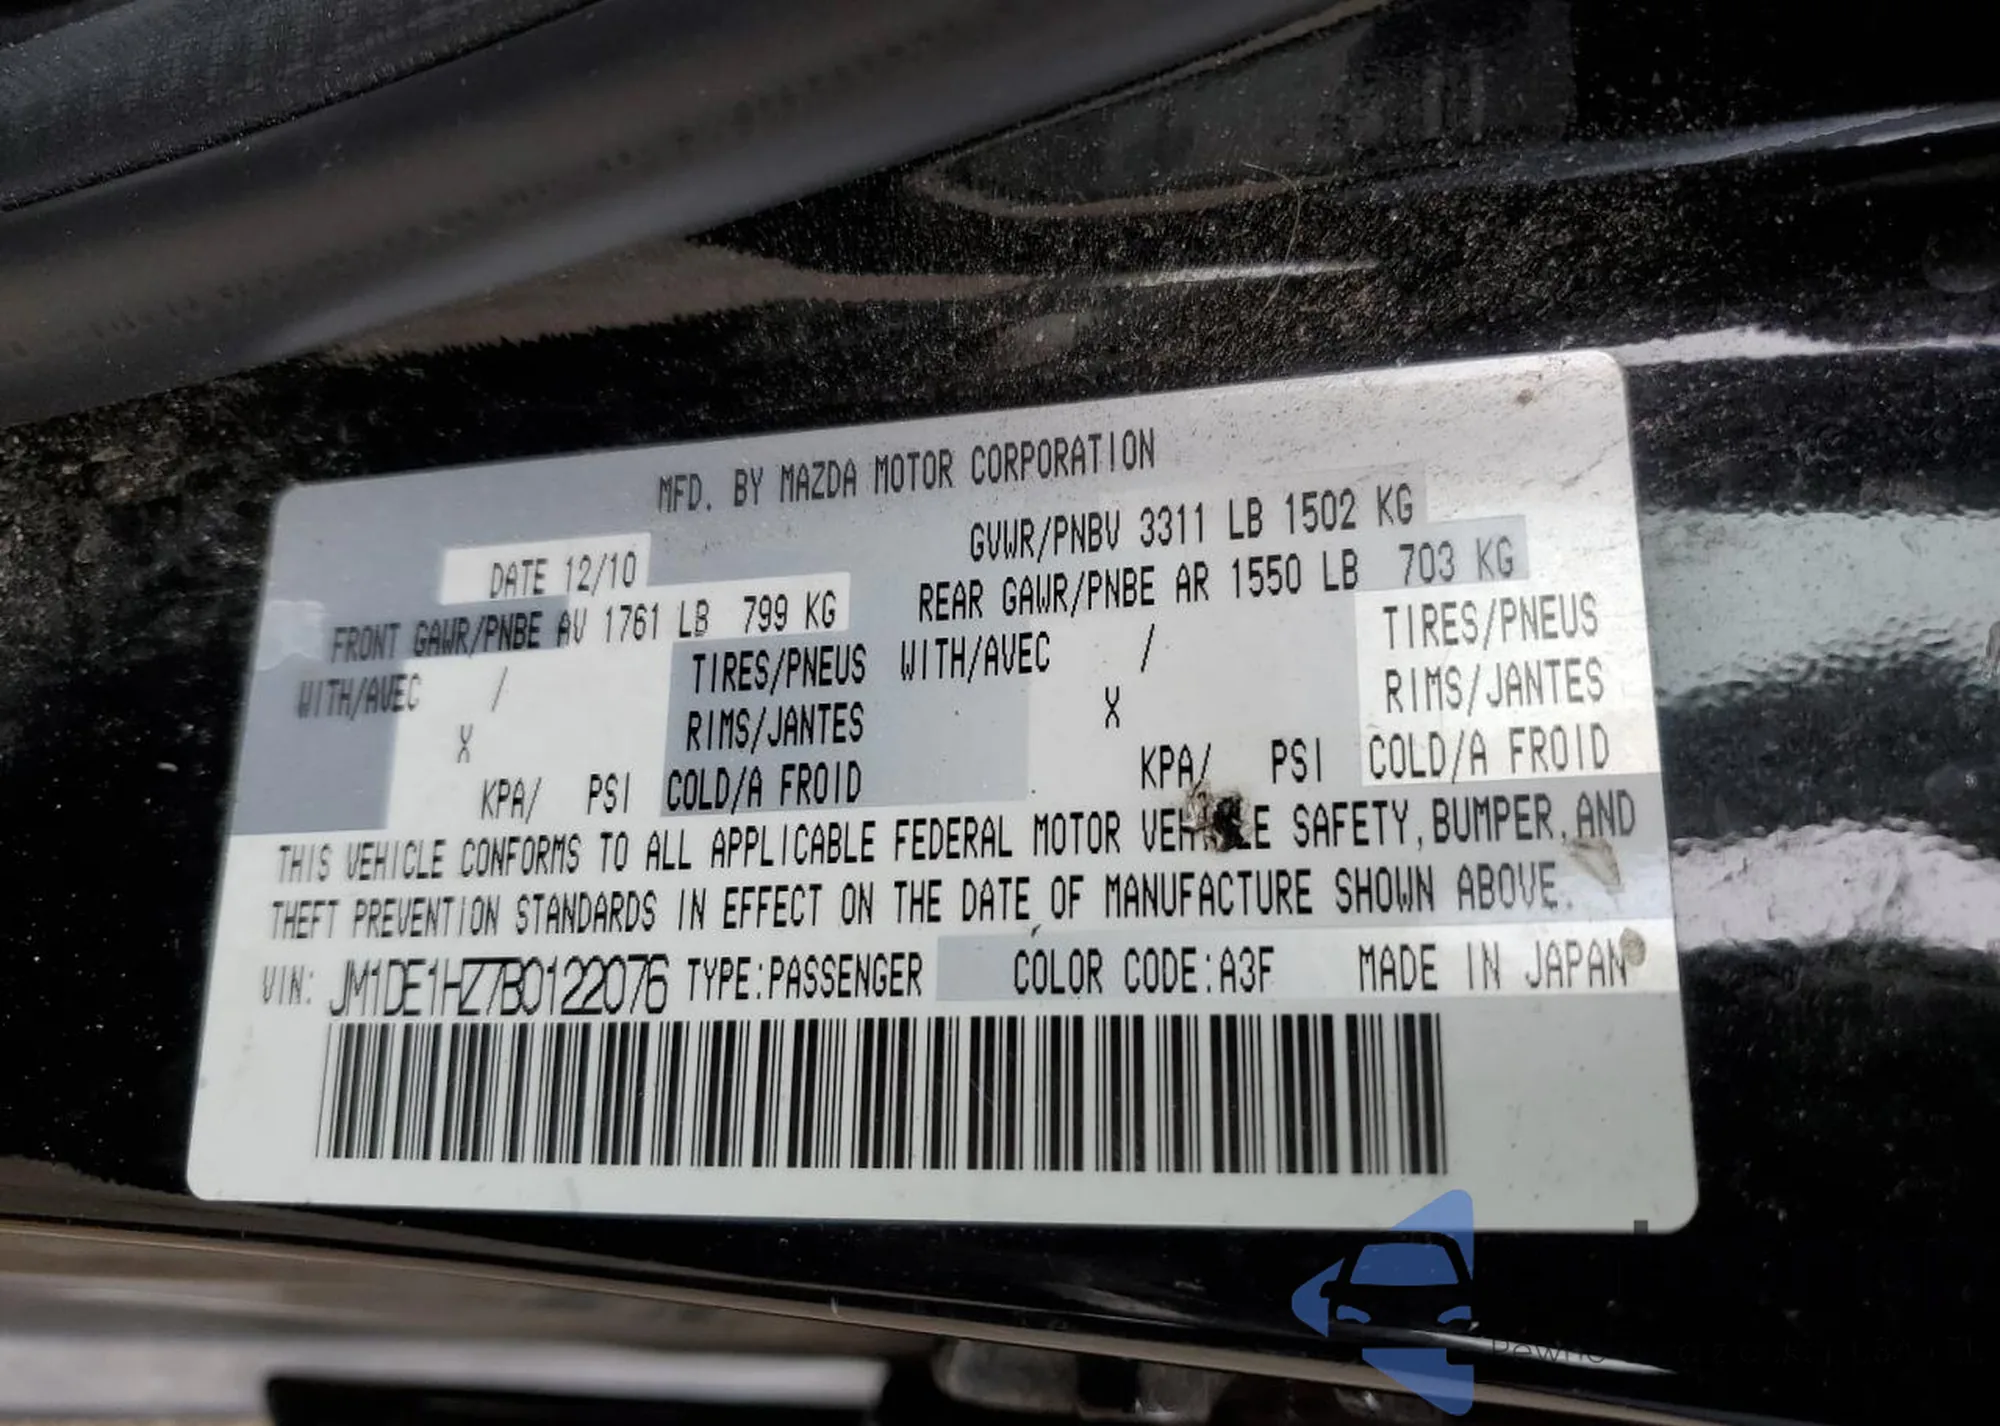 MFD. BY MAZDA MOTOR CORPORATION
DATE 12/10 GVWR/PNBV 3311 LB 1502 KG
FRONT GAWR/PNBE AV 1761 LB 799 KG REAR GAWR/PNBE AR 1550 LB 703 KG
WITH/AVEC / TIRES/PNEUS WITH/AVEC / TIRES/PNEUS
X RIMS/JANTES X RIMS/JANTES
KPA/ PSI COLD/A FROID KPA/ PSI COLD/A FROID
THIS VEHICLE CONFORMS TO ALL APPLICABLE FEDERAL MOTOR VEHICLE SAFETY, BUMPER, AND
THEFT PREVENTION STANDARDS IN EFFECT ON THE DATE OF MANUFACTURE SHOWN ABOVE.
VIN: JM1DE1HZ7B0122076 TYPE:PASSENGER COLOR CODE:A3F MADE IN JAPAN